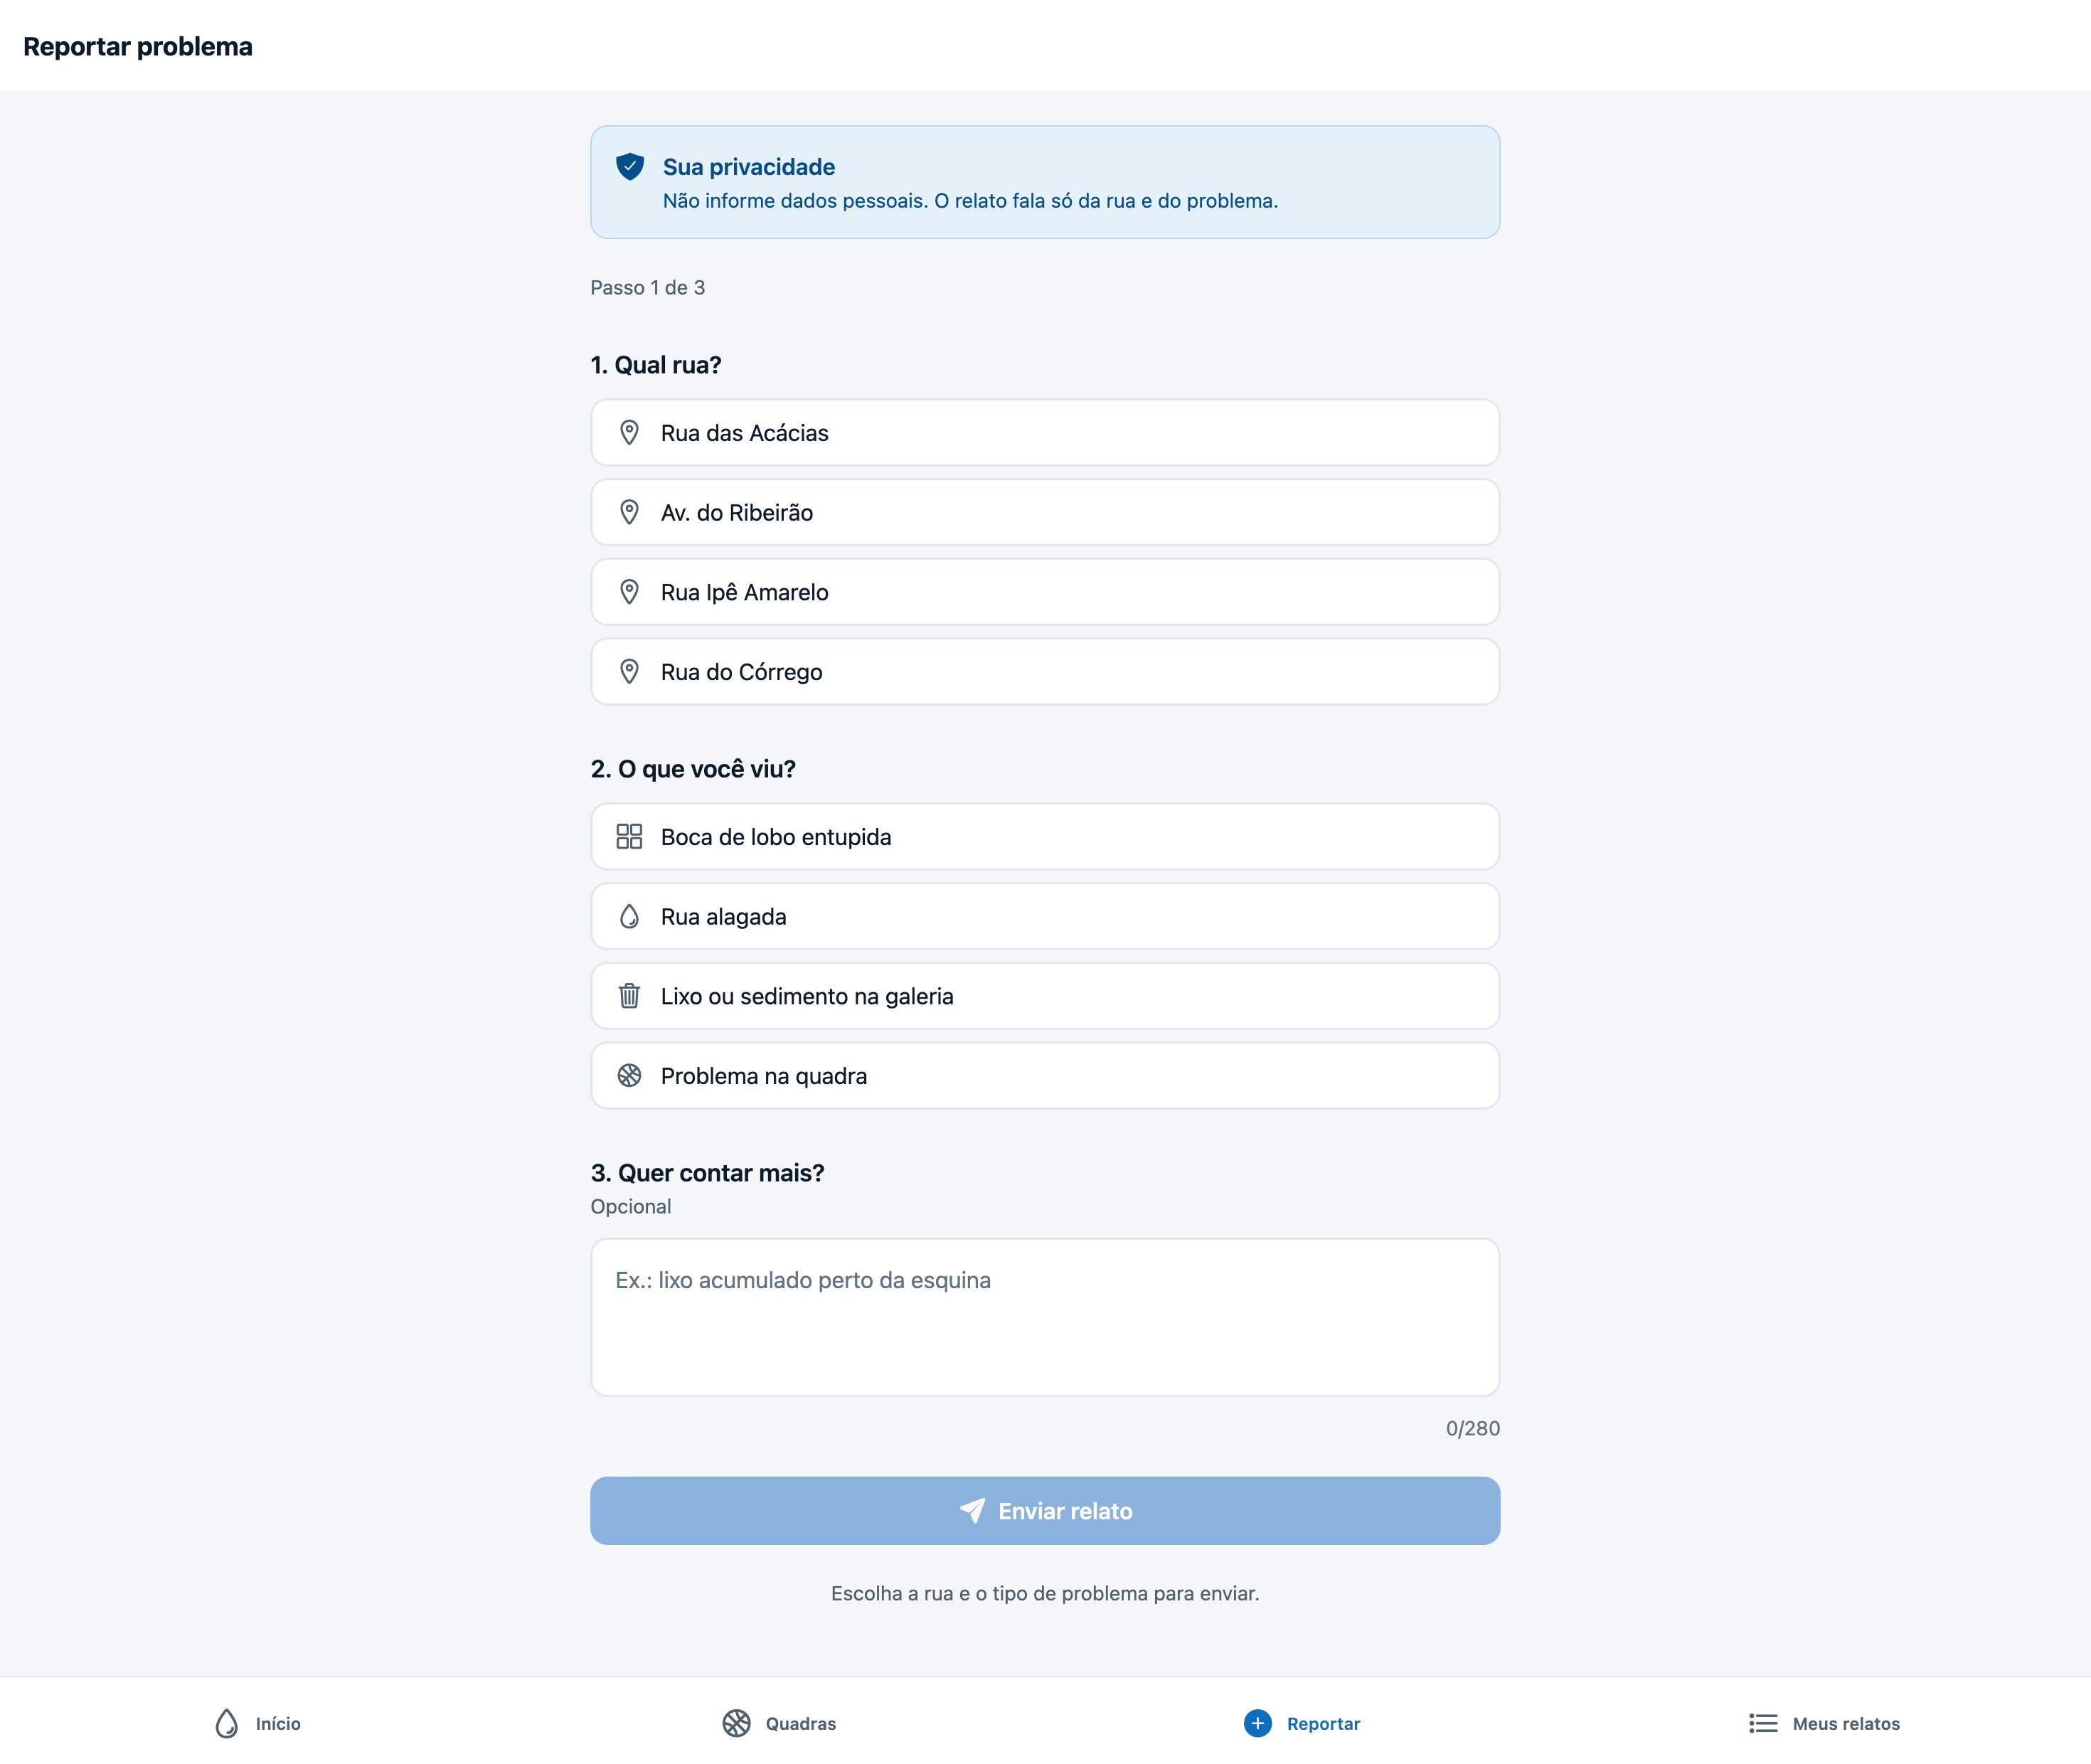 Reportar problema
Sua privacidade
Não informe dados pessoais. O relato fala só da rua e do problema.
Passo 1 de 3
1. Qual rua?
Rua das Acácias
Av. do Ribeirão
Rua Ipê Amarelo
Rua do Córrego
2. O que você viu?
Boca de lobo entupida
Rua alagada
Lixo ou sedimento na galeria
Problema na quadra
3. Quer contar mais?
Opcional
Ex.: lixo acumulado perto da esquina
0/280
Enviar relato
Escolha a rua e o tipo de problema para enviar.
Início
Quadras
Reportar
Meus relatos